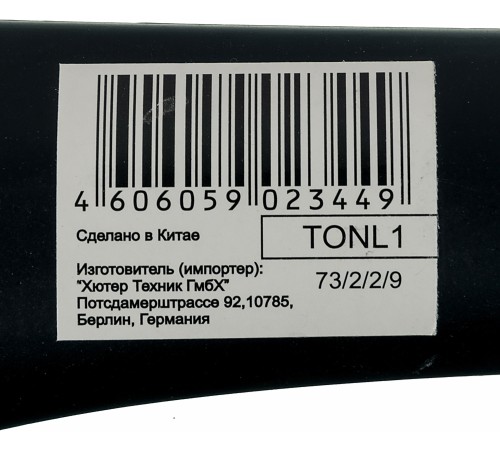 4 606059 023449
Сделано в Китае
TONL1
Изготовитель (импортер):
"Хютер Техник ГмбХ"
Потсдамерштрассе 92,10785,
Берлин, Германия
73/2/2/9